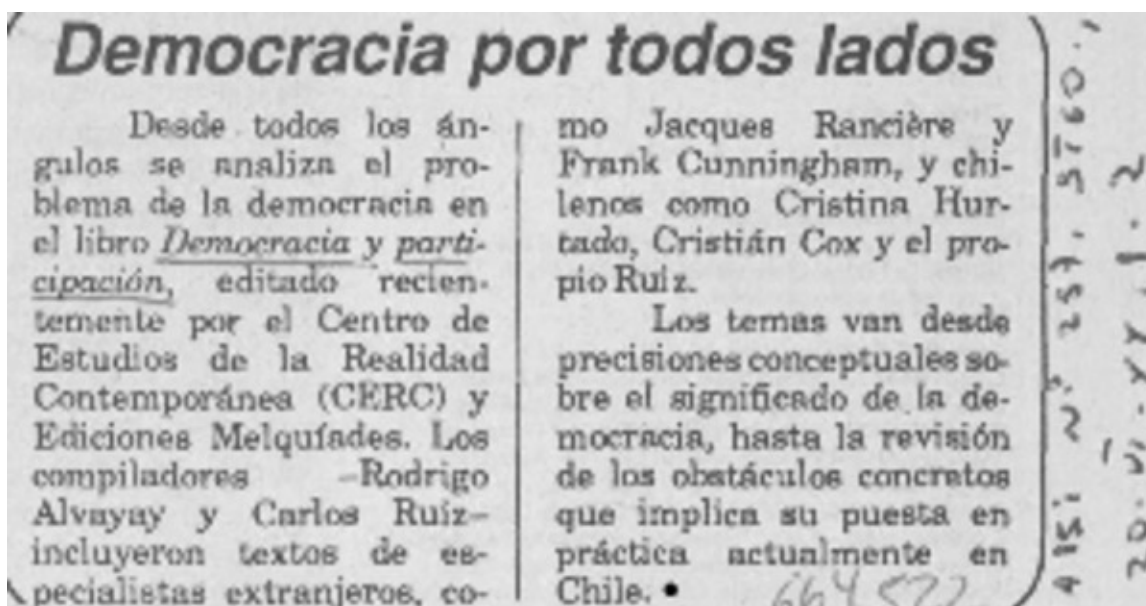 Democracia por todos lados
Desde todos los án-
gulos se analiza el pro-
blema de la democracia en
el libro Democracia y parti-
cipación, editado recien-
temente por el Centro de
Estudios de la Realidad
Contemporánea (CERC) y
Ediciones Melquíades. Los
compiladores –Rodrigo
Alvayay y Carlos Ruiz–
incluyeron textos de es-
pecialistas extranjeros, co-
mo Jacques Rancière y
Frank Cunningham, y chi-
lenos como Cristina Hur-
tado, Cristián Cox y el pro-
pio Ruiz.
Los temas van desde
precisiones conceptuales so-
bre el significado de la de-
mocracia, hasta la revisión
de los obstáculos concretos
que implica su puesta en
práctica actualmente en
Chile. •